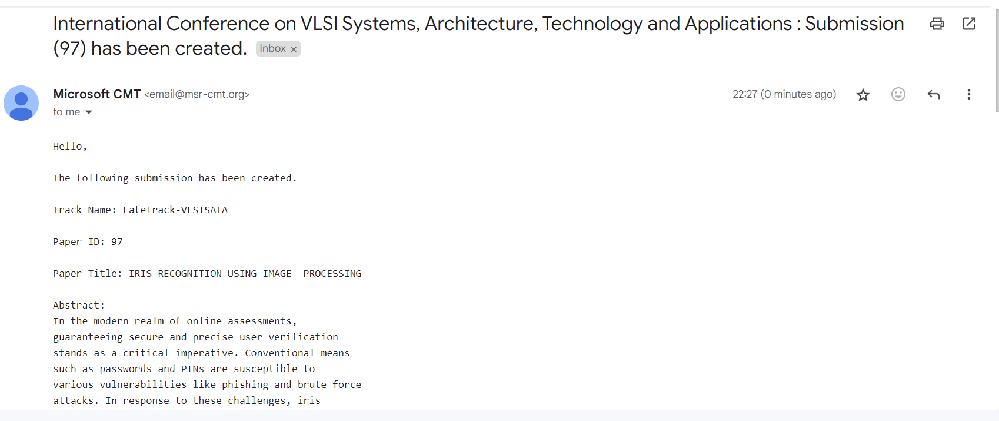 International Conference on VLSI Systems, Architecture, Technology and Applications : Submission
(97) has been created. Inbox ×
Microsoft CMT <email@msr-cmt.org>
22:27 (0 minutes ago)
to me
Hello,
The following submission has been created.
Track Name: LateTrack-VLSISATA
Paper ID: 97
Paper Title: IRIS RECOGNITION USING IMAGE  PROCESSING
Abstract:
In the modern realm of online assessments,
guaranteeing secure and precise user verification
stands as a critical imperative. Conventional means
such as passwords and PINs are susceptible to
various vulnerabilities like phishing and brute force
attacks. In response to these challenges, iris